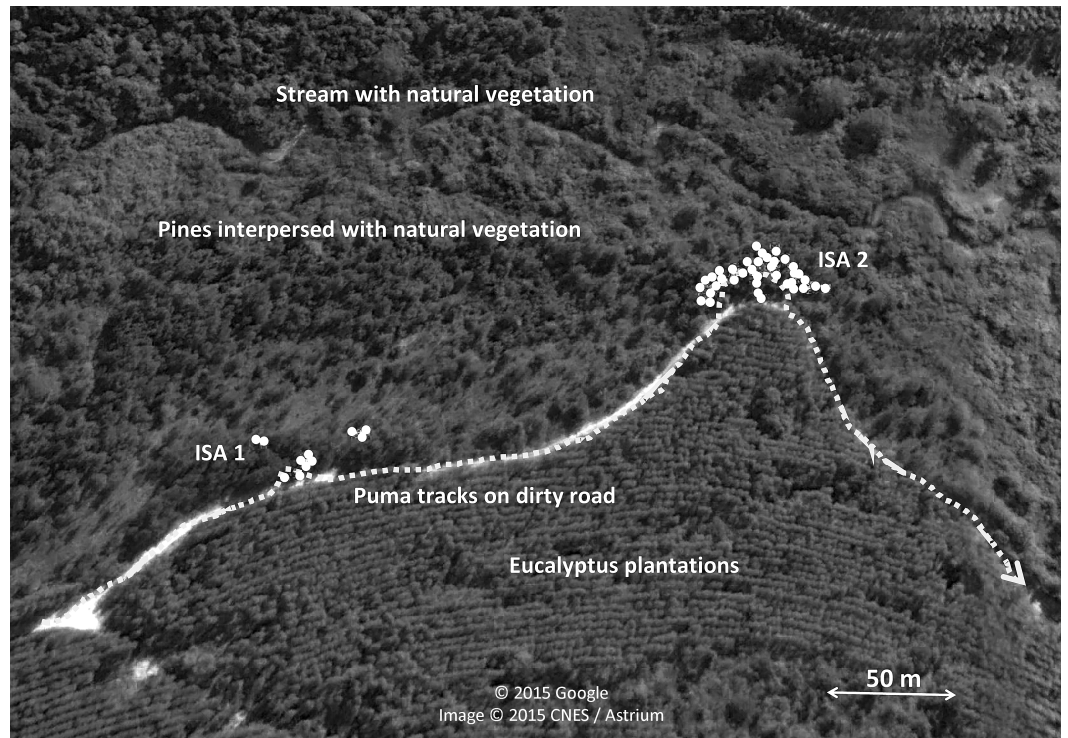 Stream with natural vegetation
Pines interpersed with natural vegetation
ISA 2
ISA 1
Puma tracks on dirty road
Eucalyptus plantations
50 m
© 2015 Google
Image © 2015 CNES / Astrium